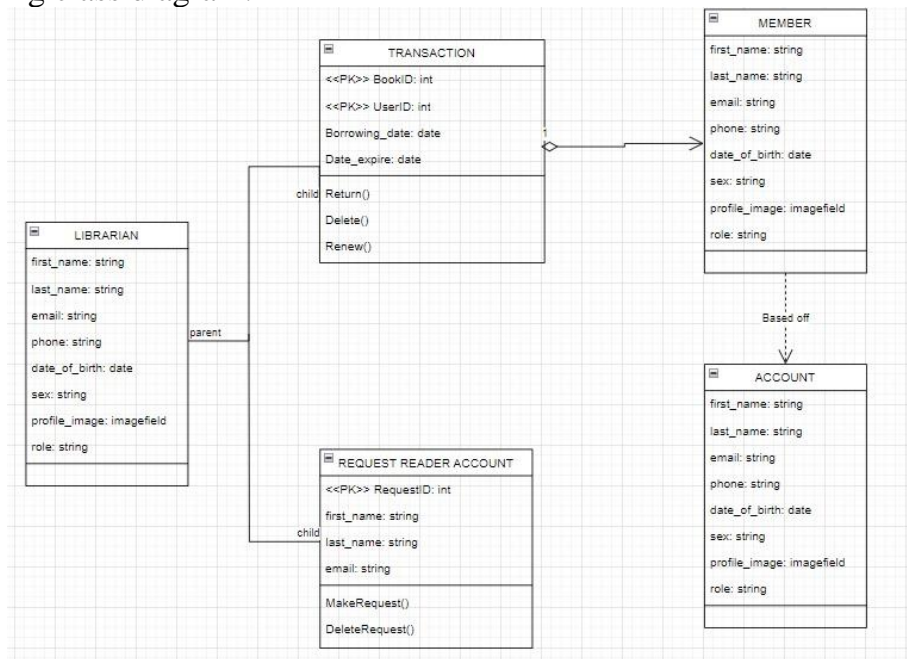 MEMBER
first_name: string
last_name: string
email: string
phone: string
date_of_birth: date
sex: string
profile_image: imagefield
role: string
TRANSACTION
<<PK>> BookID: int
<<PK>> UserID: int
Borrowing_date: date
Date_expire: date
1
child
Return()
Delete()
Renew()
LIBRARIAN
first_name: string
last_name: string
email: string
phone: string
date_of_birth: date
sex: string
profile_image: imagefield
role: string
parent
Based off
ACCOUNT
first_name: string
last_name: string
email: string
phone: string
date_of_birth: date
sex: string
profile_image: imagefield
role: string
REQUEST READER ACCOUNT
<<PK>> RequestID: int
first_name: string
last_name: string
email: string
child
MakeRequest()
DeleteRequest()